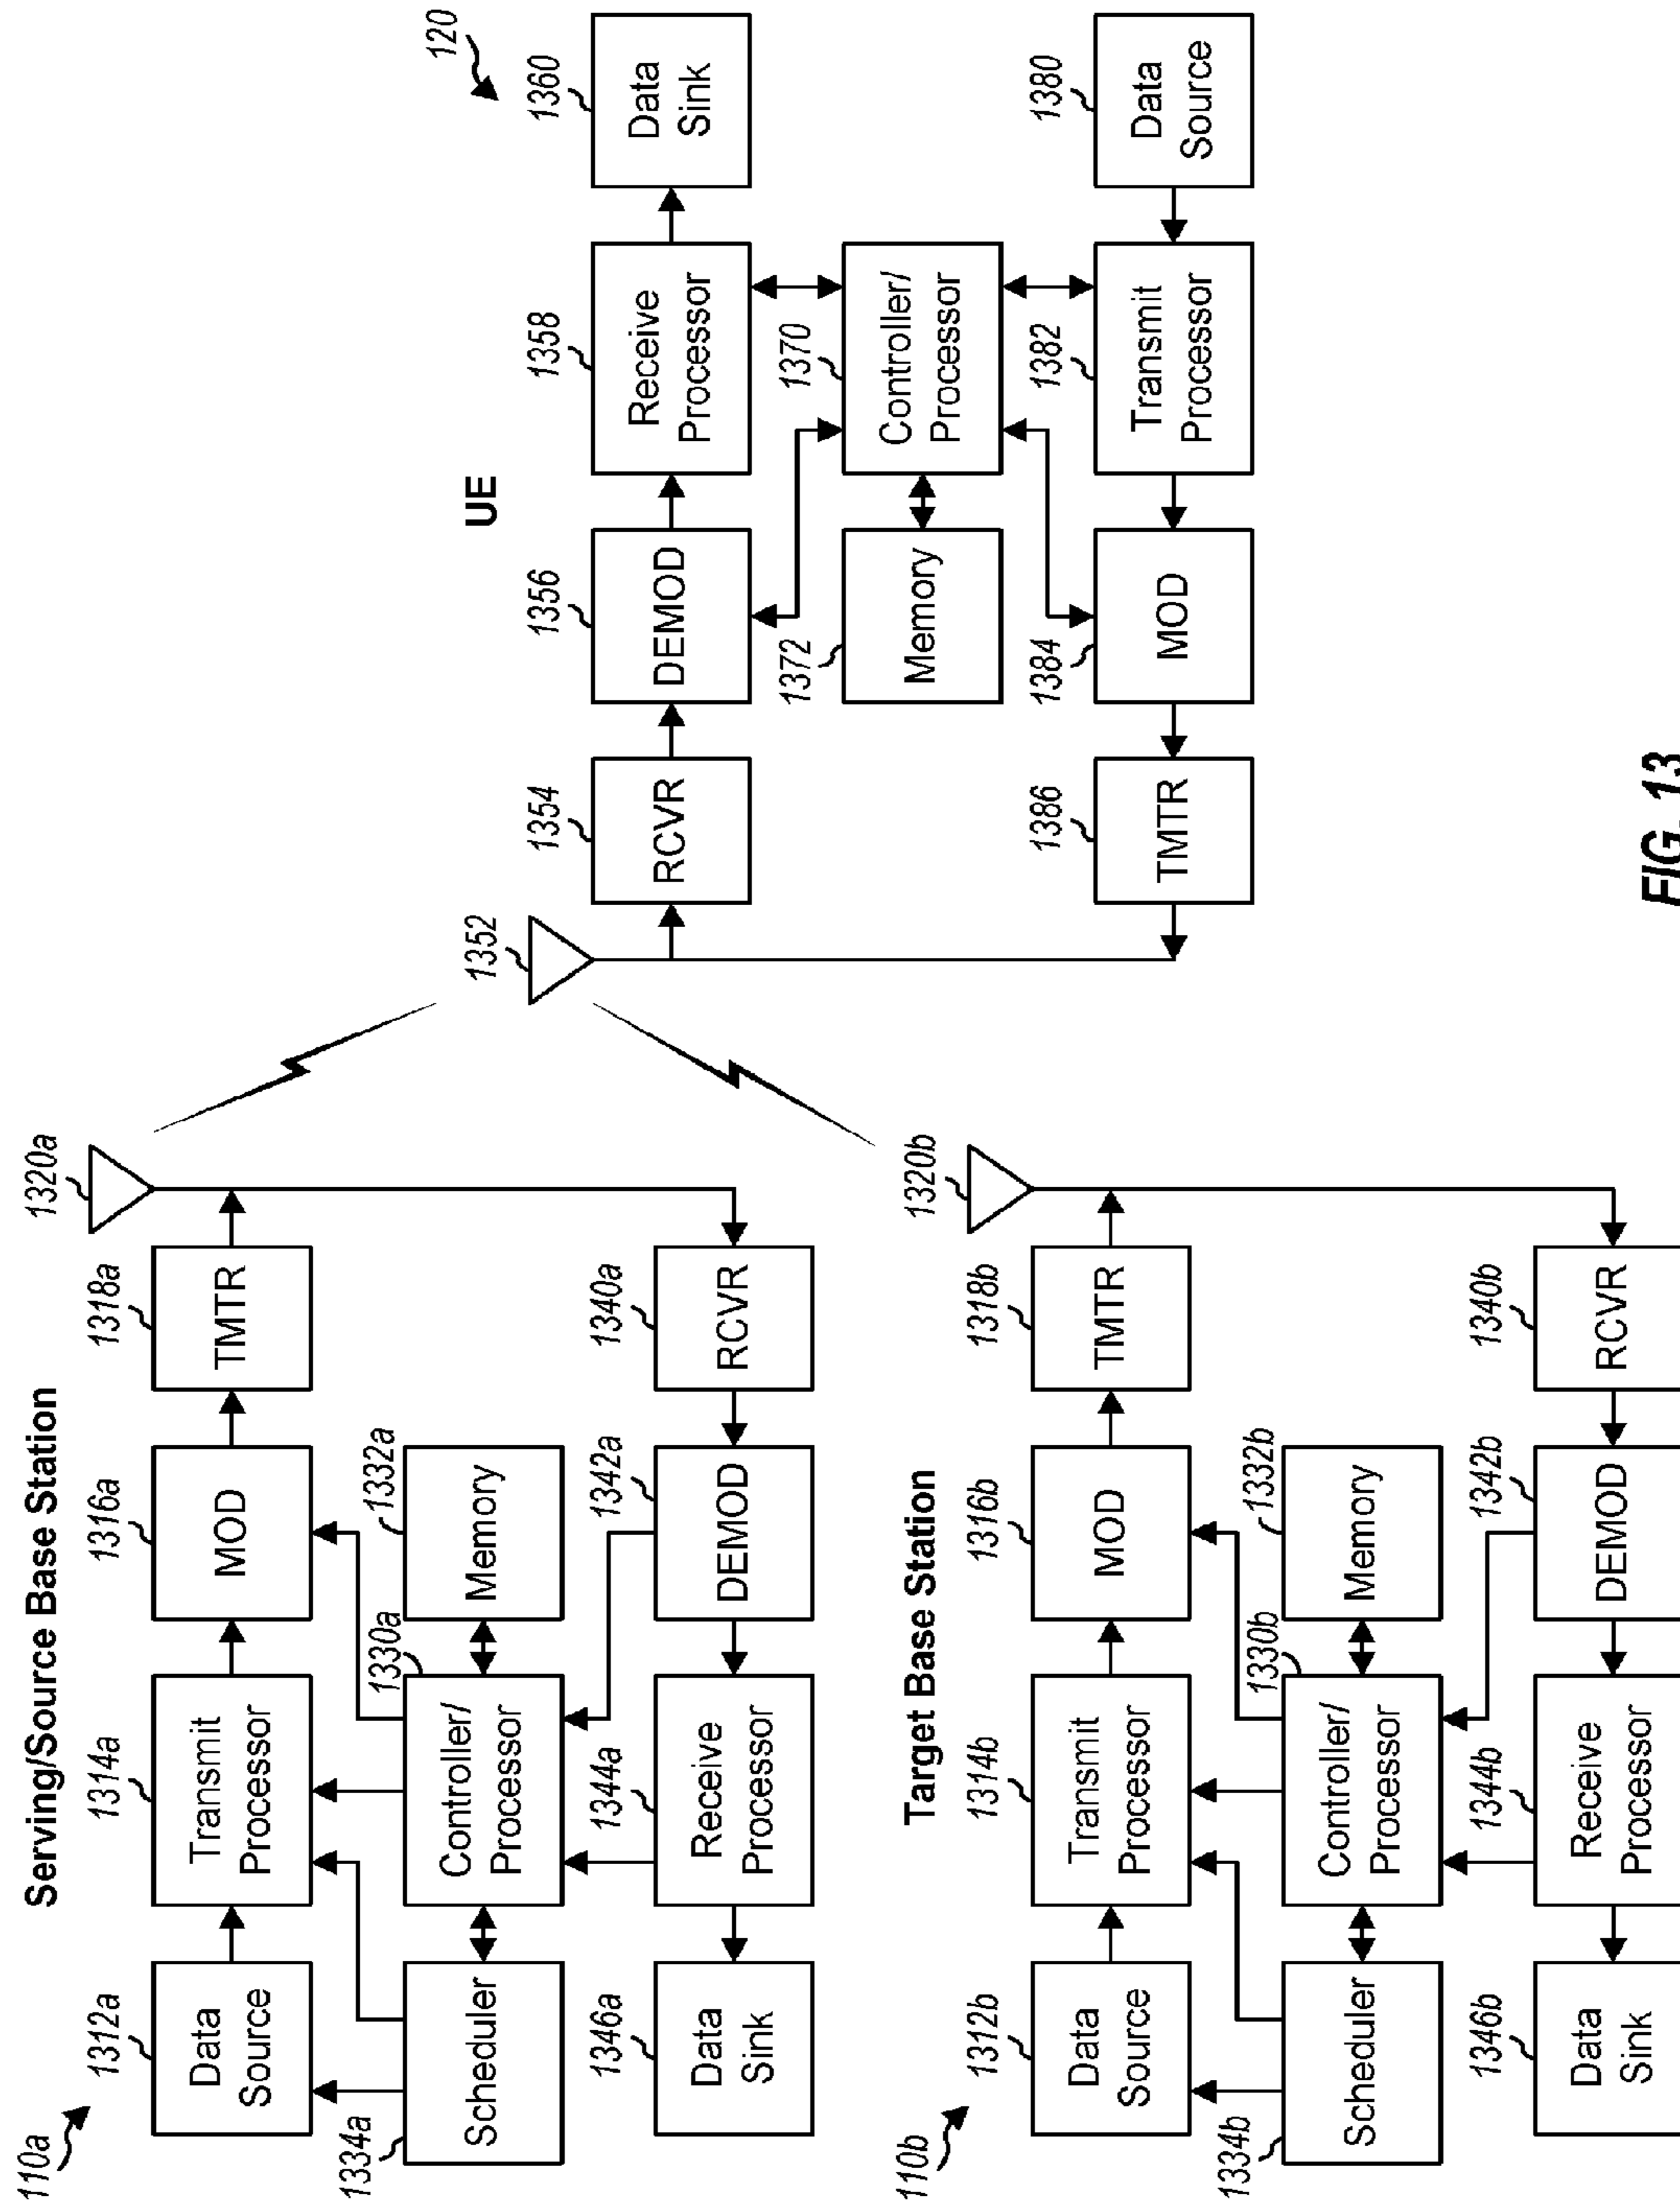 Serving/Source Base Station
110a
1312a
Data
Source
1314a
Transmit
Processor
1316a
MOD
1318a
TMTR
1320a
1334a
Scheduler
1330a
Controller/
Processor
1332a
Memory
1346a
Data
Sink
1344a
Receive
Processor
1342a
DEMOD
1340a
RCVR
Target Base Station
110b
1312b
Data
Source
1314b
Transmit
Processor
1316b
MOD
1318b
TMTR
1320b
1334b
Scheduler
1330b
Controller/
Processor
1332b
Memory
1346b
Data
Sink
1344b
Receive
Processor
1342b
DEMOD
1340b
RCVR
UE
120
1352
1354
RCVR
1356
DEMOD
1358
Receive
Processor
1360
Data
Sink
1372
Memory
1370
Controller/
Processor
1386
TMTR
1384
MOD
1382
Transmit
Processor
1380
Data
Source
FIG. 13